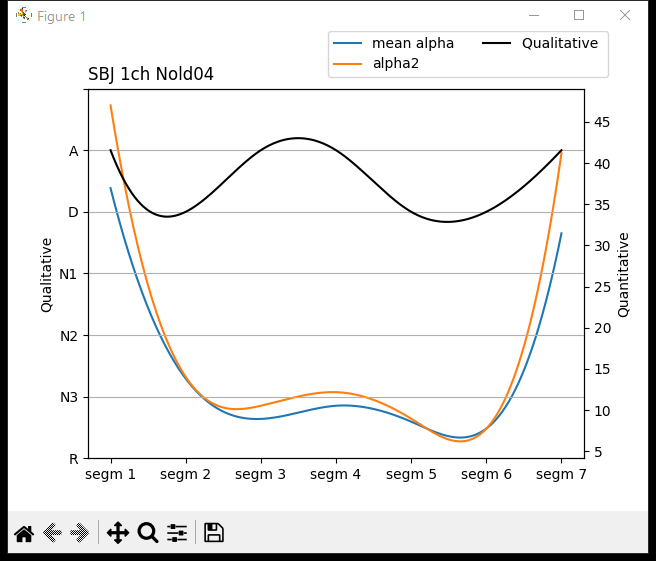 Figure 1
mean alpha
alpha2
Qualitative
SBJ 1ch Nold04
A
D
N1
N2
N3
R
Qualitative
45
40
35
30
25
20
15
10
5
Quantitative
segm 1 segm 2 segm 3 segm 4 segm 5 segm 6 segm 7